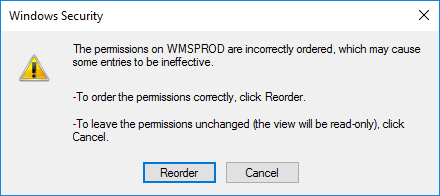 Windows Security
The permissions on WMSPROD are incorrectly ordered, which may cause
some entries to be ineffective.
-To order the permissions correctly, click Reorder.
-To leave the permissions unchanged (the view will be read-only), click
Cancel.
Reorder
Cancel